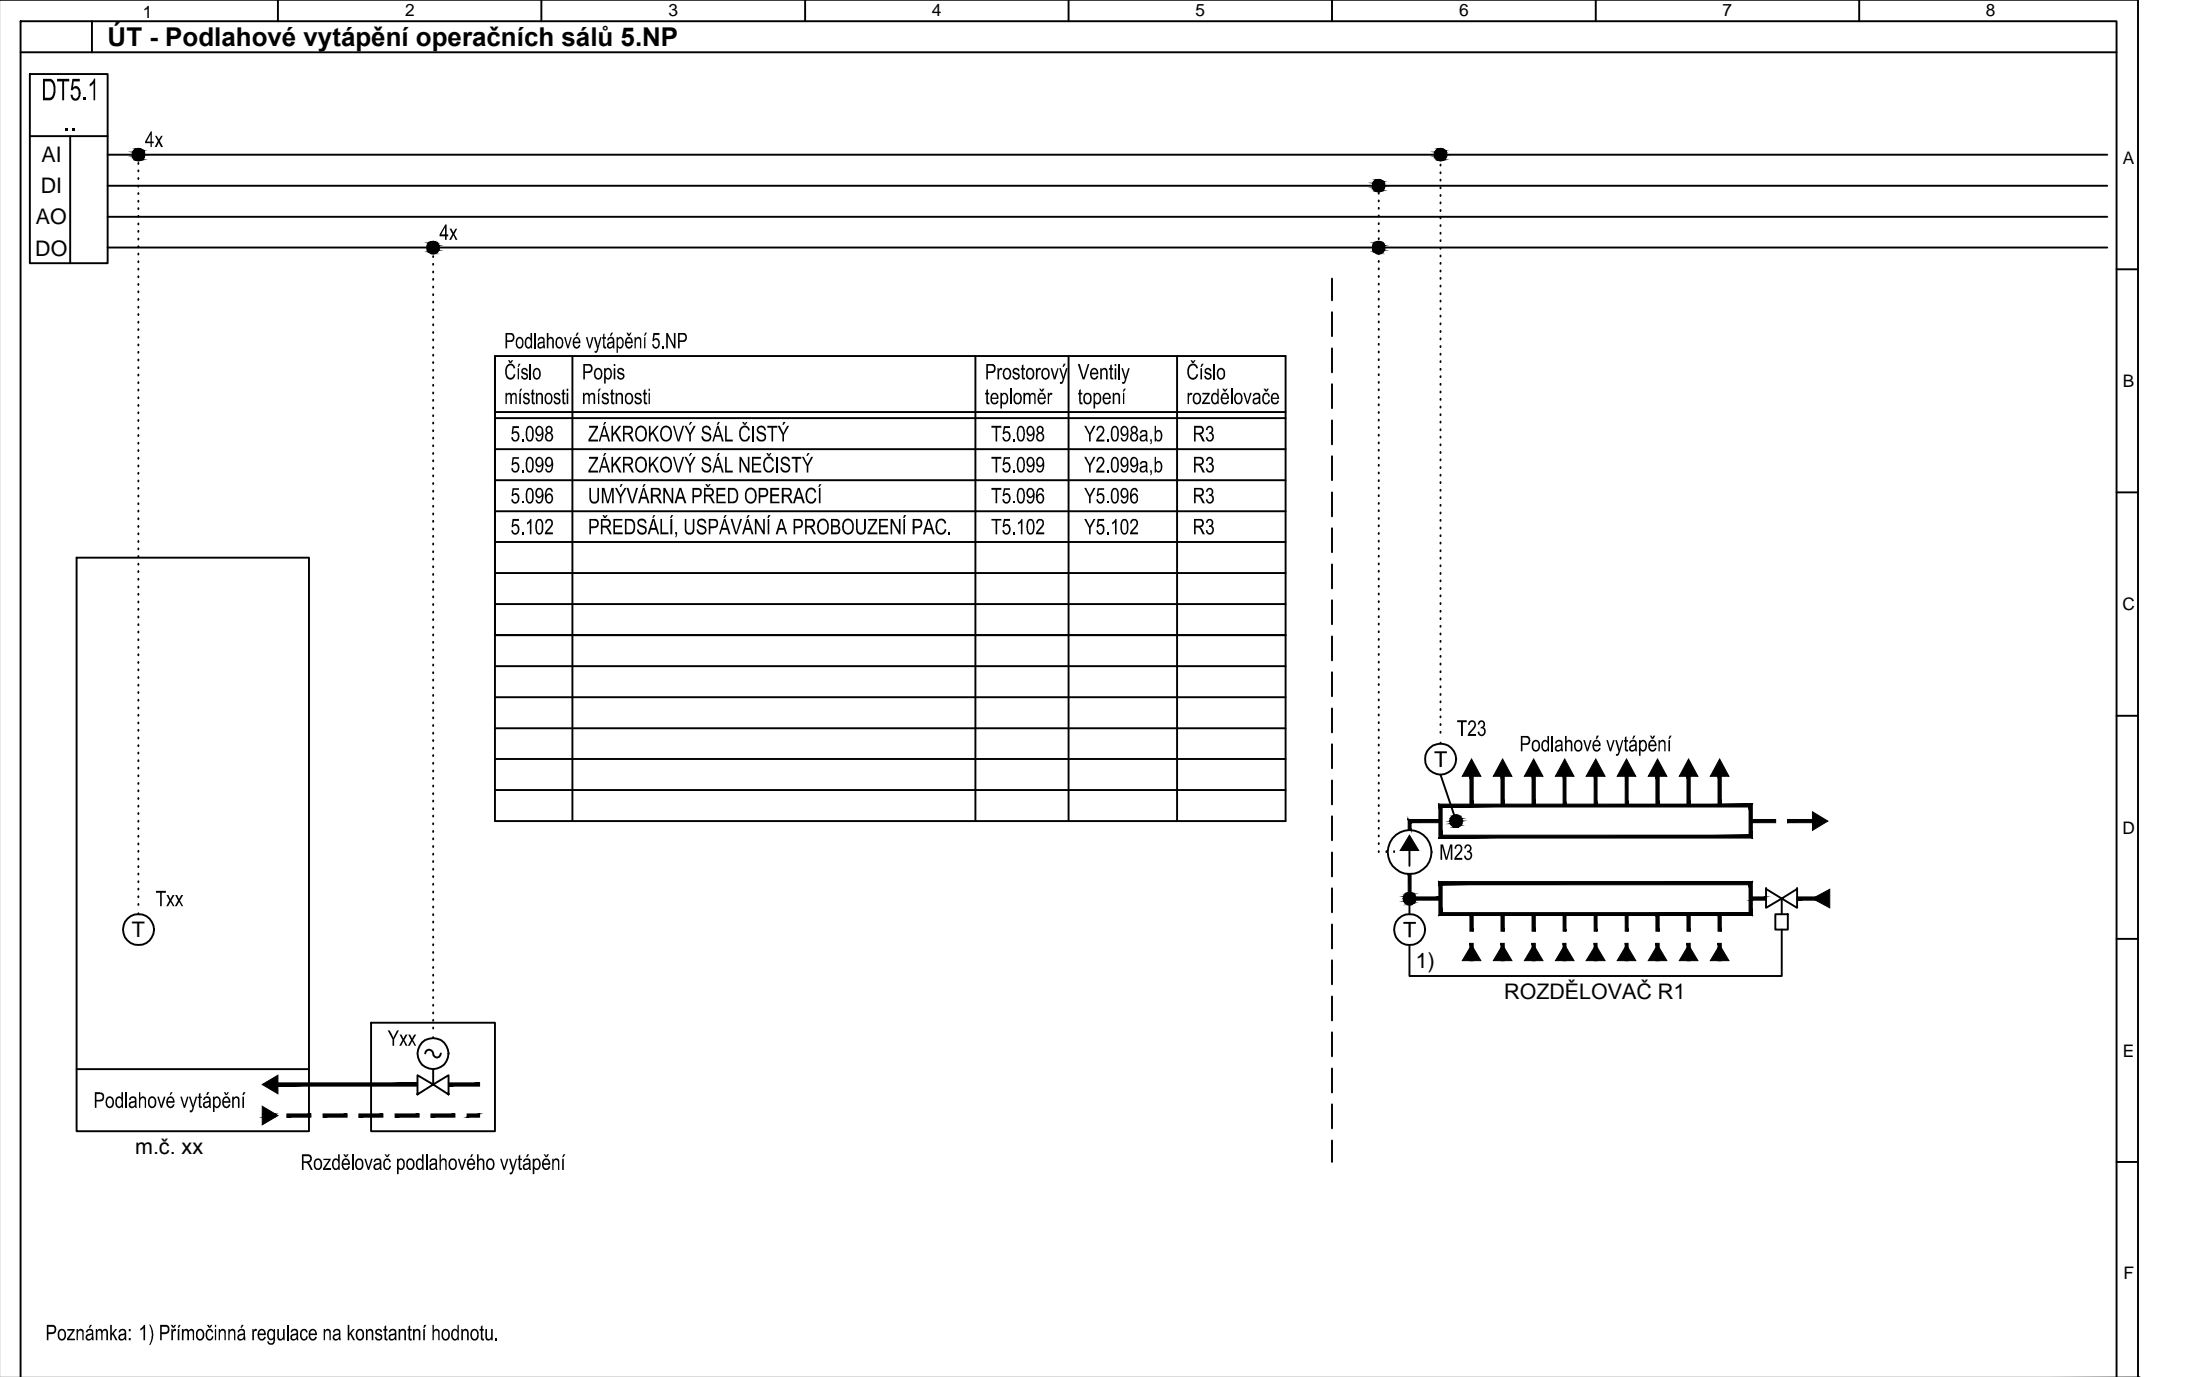 1 2 3 4 5 6 7 8
ÚT - Podlahové vytápění operačních sálů 5.NP
DT5.1
..
AI
DI
AO
DO
4x
4x
A
B
C
D
E
F
Podlahové vytápění 5.NP
Číslo místnosti Popis místnosti Prostorový teploměr Ventily topení Číslo rozdělovače
5.098 ZÁKROKOVÝ SÁL ČISTÝ T5.098 Y2.098a,b R3
5.099 ZÁKROKOVÝ SÁL NEČISTÝ T5.099 Y2.099a,b R3
5.096 UMÝVÁRNA PŘED OPERACÍ T5.096 Y5.096 R3
5.102 PŘEDSÁLÍ, USPÁVÁNÍ A PROBOUZENÍ PAC. T5.102 Y5.102 R3
Txx
T
Yxx
Podlahové vytápění
m.č. xx
Rozdělovač podlahového vytápění
T23
T
Podlahové vytápění
M23
T
1)
ROZDĚLOVAČ R1
Poznámka: 1) Přímočinná regulace na konstantní hodnotu.